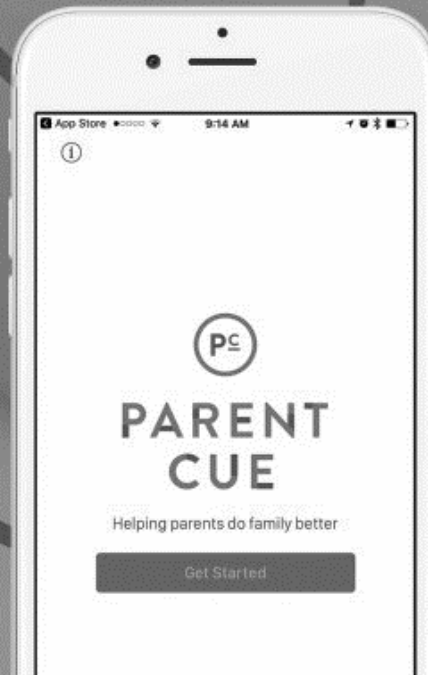 App Store 9:14 AM
i
Pc
PARENT
CUE
Helping parents do family better
Get Started